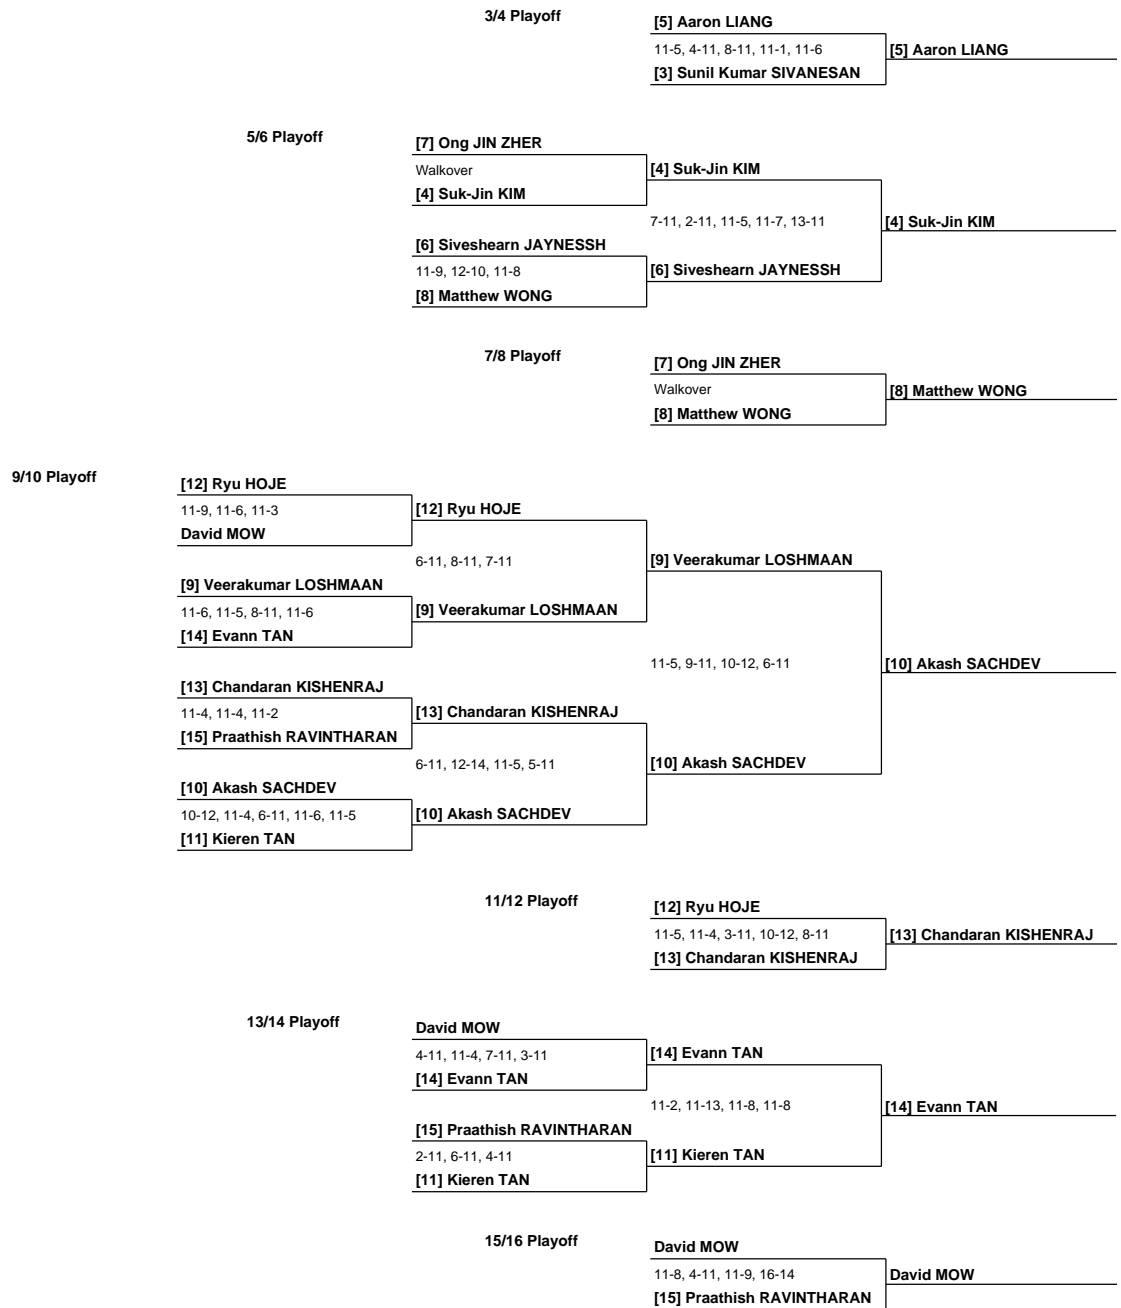 3/4 Playoff
[5] Aaron LIANG
11-5, 4-11, 8-11, 11-1, 11-6
[5] Aaron LIANG
[3] Sunil Kumar SIVANESAN
5/6 Playoff
[7] Ong JIN ZHER
Walkover
[4] Suk-Jin KIM
[4] Suk-Jin KIM
7-11, 2-11, 11-5, 11-7, 13-11
[4] Suk-Jin KIM
[6] Siveshearn JAYNESSH
11-9, 12-10, 11-8
[6] Siveshearn JAYNESSH
[8] Matthew WONG
7/8 Playoff
[7] Ong JIN ZHER
Walkover
[8] Matthew WONG
[8] Matthew WONG
9/10 Playoff
[12] Ryu HOJE
11-9, 11-6, 11-3
[12] Ryu HOJE
David MOW
6-11, 8-11, 7-11
[9] Veerakumar LOSHMAAN
[9] Veerakumar LOSHMAAN
11-6, 11-5, 8-11, 11-6
[9] Veerakumar LOSHMAAN
[14] Evann TAN
11-5, 9-11, 10-12, 6-11
[10] Akash SACHDEV
[13] Chandaran KISHENRAJ
11-4, 11-4, 11-2
[13] Chandaran KISHENRAJ
[15] Praathish RAVINTHARAN
6-11, 12-14, 11-5, 5-11
[10] Akash SACHDEV
[10] Akash SACHDEV
10-12, 11-4, 6-11, 11-6, 11-5
[10] Akash SACHDEV
[11] Kieren TAN
11/12 Playoff
[12] Ryu HOJE
11-5, 11-4, 3-11, 10-12, 8-11
[13] Chandaran KISHENRAJ
[13] Chandaran KISHENRAJ
13/14 Playoff
David MOW
4-11, 11-4, 7-11, 3-11
[14] Evann TAN
[14] Evann TAN
11-2, 11-13, 11-8, 11-8
[14] Evann TAN
[15] Praathish RAVINTHARAN
2-11, 6-11, 4-11
[11] Kieren TAN
[11] Kieren TAN
15/16 Playoff
David MOW
11-8, 4-11, 11-9, 16-14
David MOW
[15] Praathish RAVINTHARAN